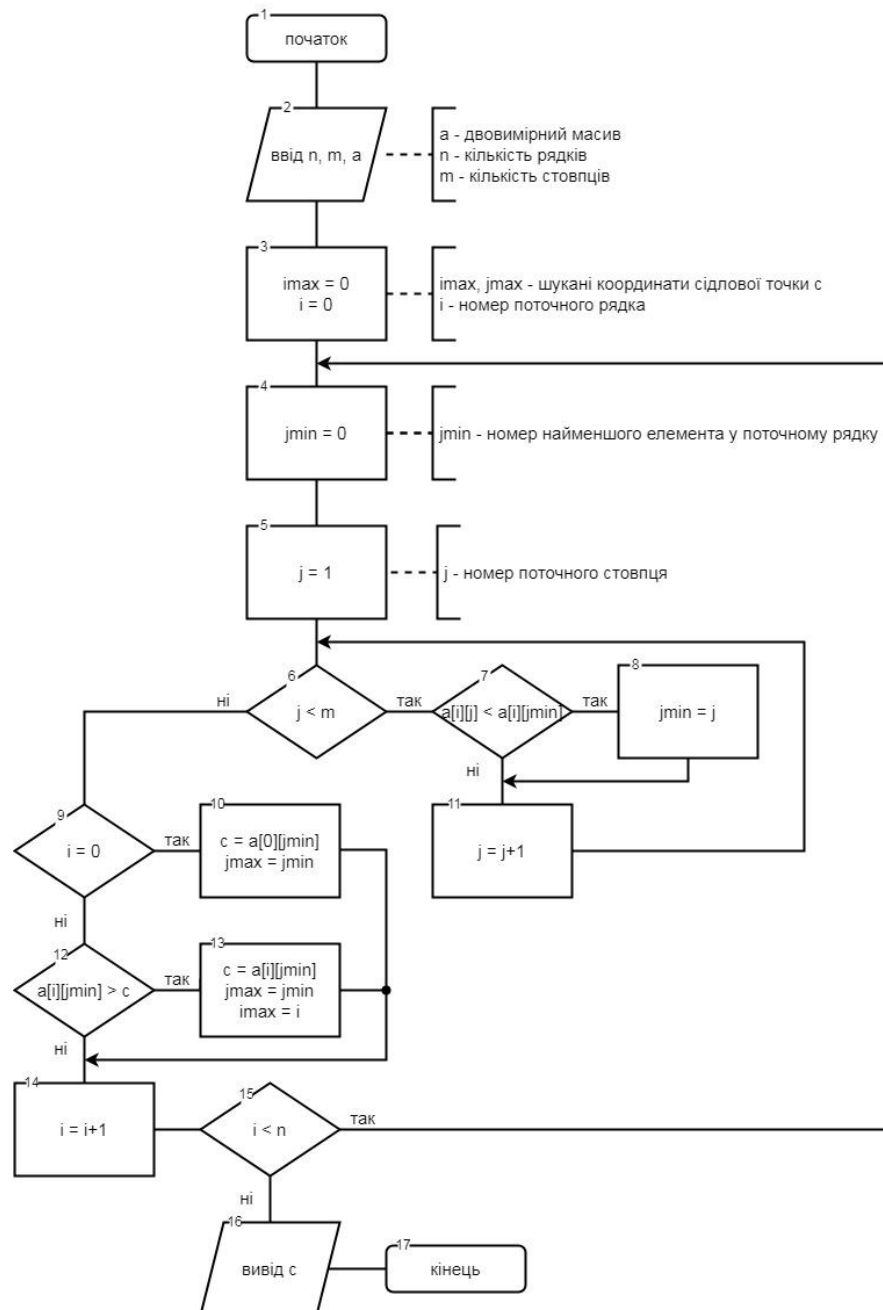 1
початок
2
ввід n, m, a
a - двовимірний масив
n - кількість рядків
m - кількість стовпців
3
imax = 0
i = 0
imax, jmax - шукані координати сідлової точки c
i - номер поточного рядка
4
jmin = 0
jmin - номер найменшого елемента у поточному рядку
5
j = 1
j - номер поточного стовпця
6
ні
j < m
так
7
a[i][j] < a[i][jmin]
так
8
jmin = j
ні
9
i = 0
так
10
c = a[0][jmin]
jmax = jmin
11
j = j+1
ні
12
a[i][jmin] > c
так
13
c = a[i][jmin]
jmax = jmin
imax = i
ні
14
i = i+1
15
i < n
так
ні
16
вивід c
17
кінець